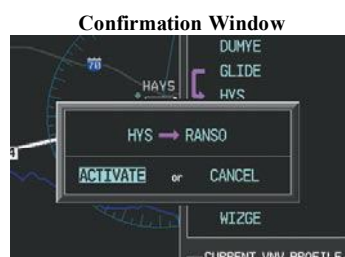 Confirmation Window
DUMYE
70
GLIDE
HAYS
HYS
HYS → RANSO
ACTIVATE or CANCEL
WIZGE
CURRENT VNV PROFILE